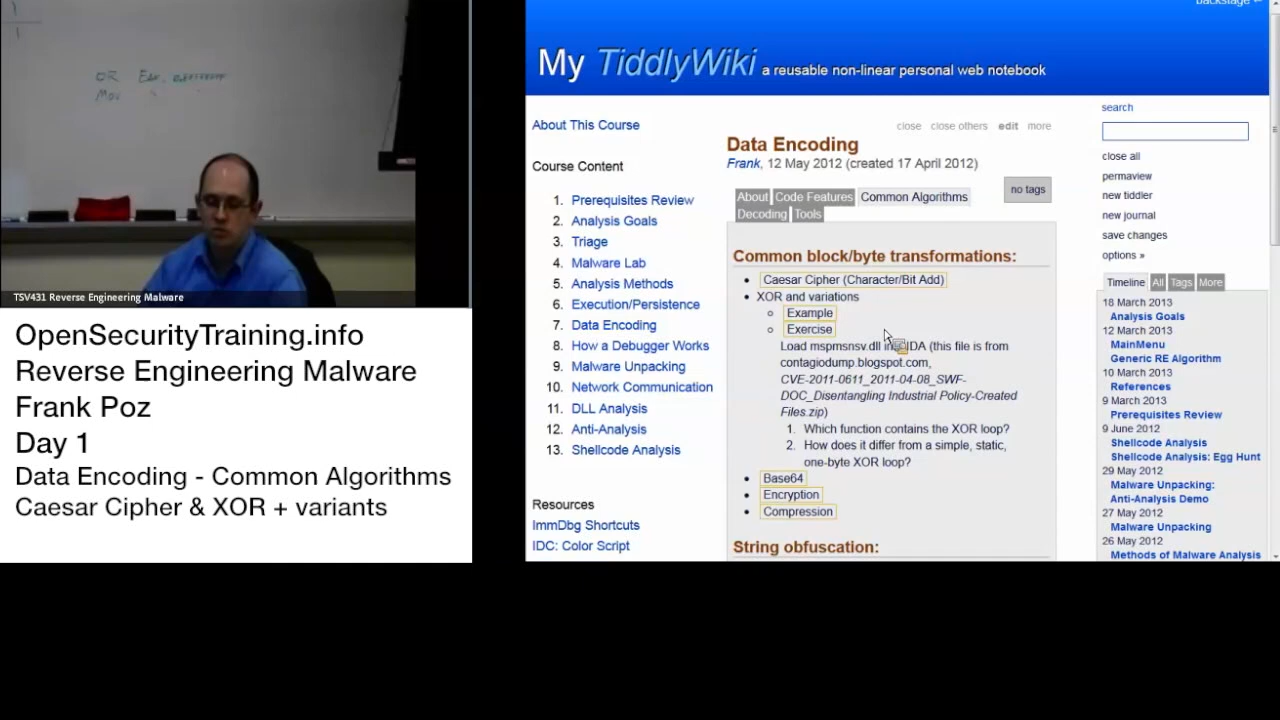 OR
Mov
TSV431 Reverse Engineering Malware
OpenSecurityTraining.info
Reverse Engineering Malware
Frank Poz
Day 1
Data Encoding - Common Algorithms
Caesar Cipher & XOR + variants
backstage
My TiddlyWiki a reusable non-linear personal web notebook
About This Course
Course Content
1. Prerequisites Review
2. Analysis Goals
3. Triage
4. Malware Lab
5. Analysis Methods
6. Execution/Persistence
7. Data Encoding
8. How a Debugger Works
9. Malware Unpacking
10. Network Communication
11. DLL Analysis
12. Anti-Analysis
13. Shellcode Analysis
Resources
ImmDbg Shortcuts
IDC: Color Script
close close others edit more
Data Encoding
Frank, 12 May 2012 (created 17 April 2012)
no tags
About Code Features Common Algorithms
Decoding Tools
Common block/byte transformations:
Caesar Cipher (Character/Bit Add)
XOR and variations
Example
Exercise
Load mspmsnsv.dll IDA (this file is from
contagiodump.blogspot.com,
CVE-2011-0611_2011-04-08_SWF-
DOC_Disentangling Industrial Policy-Created
Files.zip)
1. Which function contains the XOR loop?
2. How does it differ from a simple, static,
one-byte XOR loop?
Base64
Encryption
Compression
String obfuscation:
search
close all
permaview
new tiddler
new journal
save changes
options »
Timeline All Tags More
18 March 2013
Analysis Goals
12 March 2013
MainMenu
Generic RE Algorithm
10 March 2013
References
9 March 2013
Prerequisites Review
9 June 2012
Shellcode Analysis
Shellcode Analysis: Egg Hunt
29 May 2012
Malware Unpacking:
Anti-Analysis Demo
27 May 2012
Malware Unpacking
26 May 2012
Methods of Malware Analysis